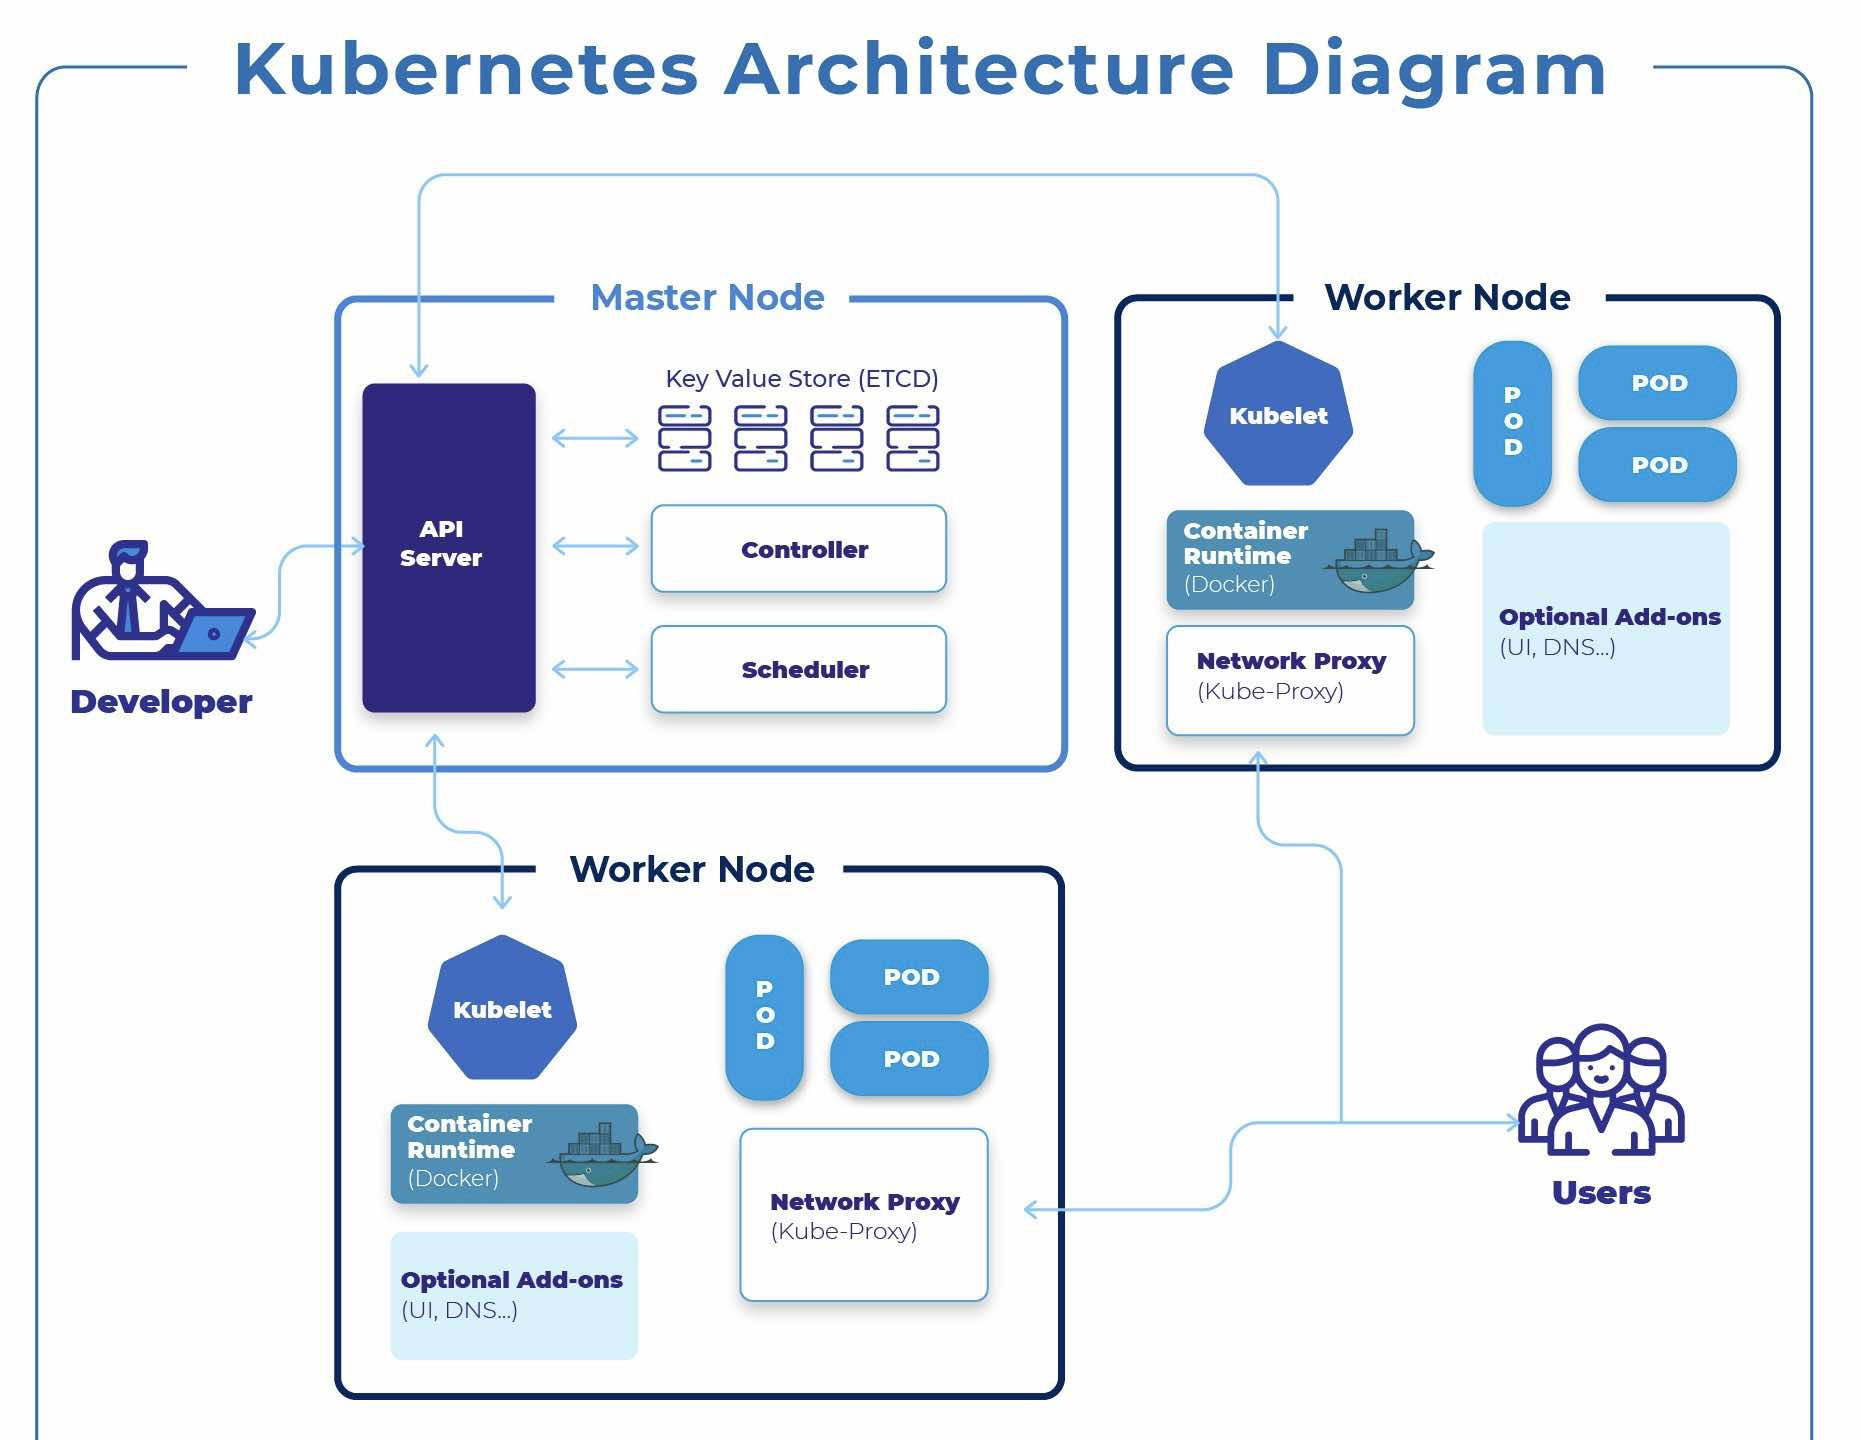 Kubernetes Architecture Diagram
Master Node
Key Value Store (ETCD)
API
Server
Controller
Scheduler
Developer
Worker Node
Kubelet
P
O
D
POD
POD
Container
Runtime
(Docker)
Optional Add-ons
(UI, DNS...)
Network Proxy
(Kube-Proxy)
Worker Node
Kubelet
P
O
D
POD
POD
Container
Runtime
(Docker)
Network Proxy
(Kube-Proxy)
Optional Add-ons
(UI, DNS...)
Users